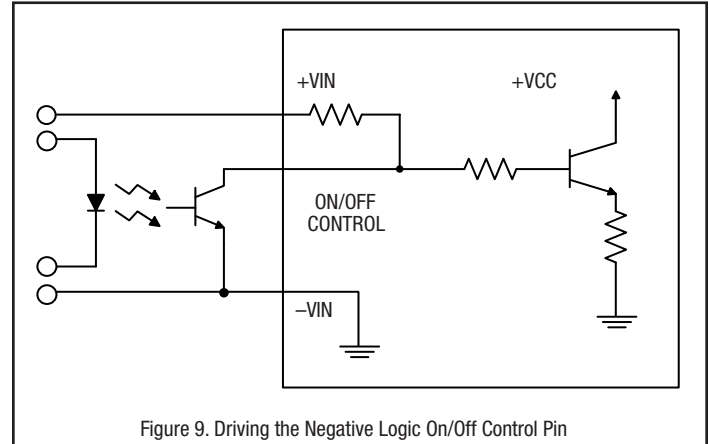 +VIN
+VCC
ON/OFF
CONTROL
–VIN
Figure 9. Driving the Negative Logic On/Off Control Pin